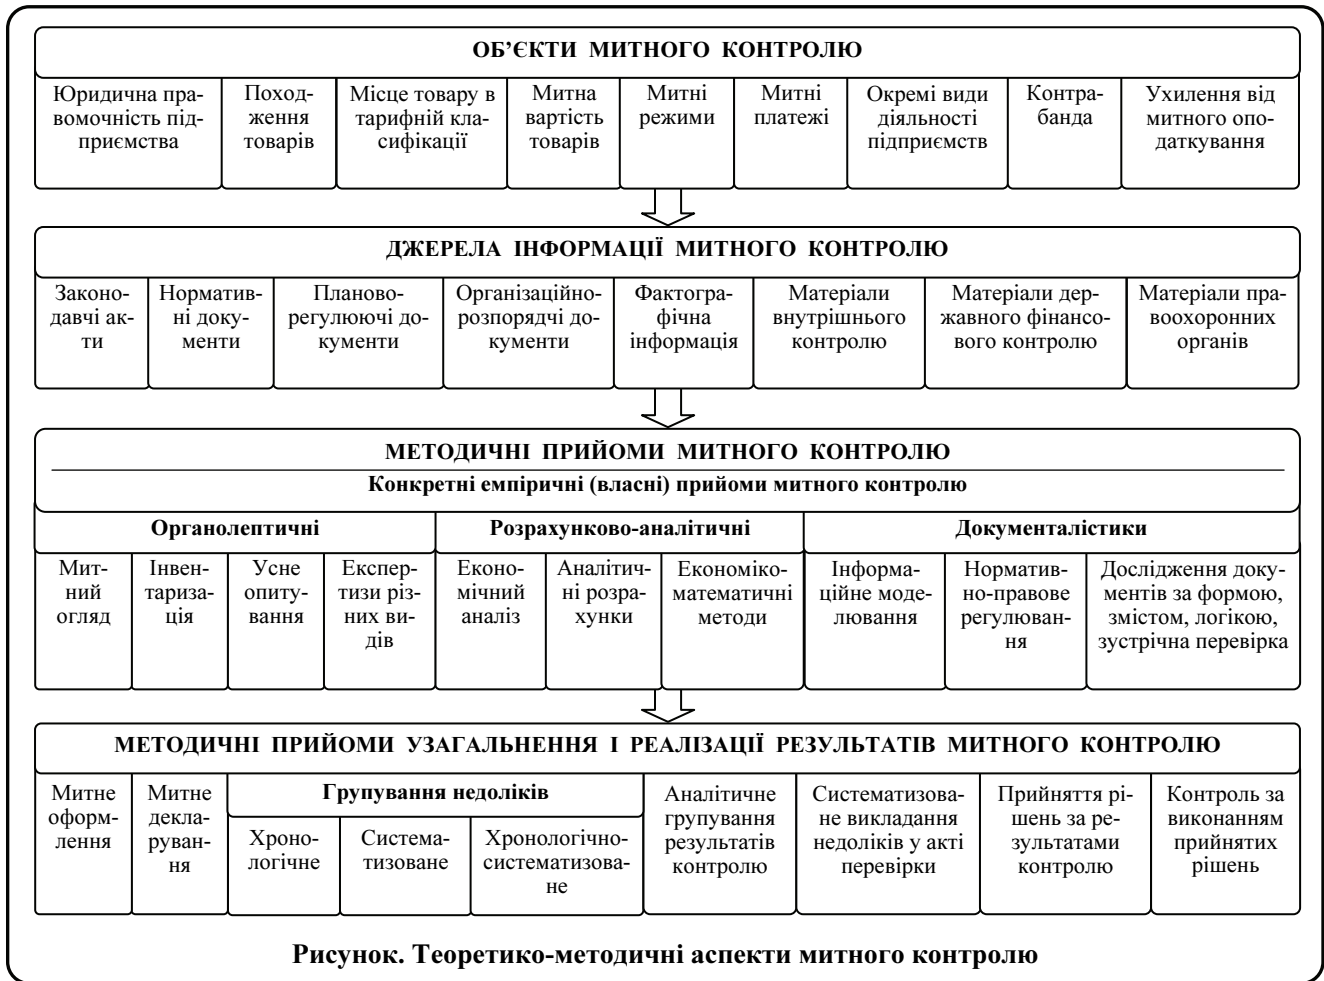 ОБ’ЄКТИ МИТНОГО КОНТРОЛЮ
Юридична пра-
вомочність під-
приємства
Поход-
ження
товарів
Місце товару в
тарифній кла-
сифікації
Митна
вартість
товарів
Митні
режими
Митні
платежі
Окремі види
діяльності
підприємств
Контра-
банда
Ухилення від
митного опо-
даткування
ДЖЕРЕЛА ІНФОРМАЦІЇ МИТНОГО КОНТРОЛЮ
Законо-
давчі ак-
ти
Норматив-
ні доку-
менти
Планово-
регулюючі до-
кументи
Організаційно-
розпорядчі до-
кументи
Фактогра-
фічна
інформація
Матеріали
внутрішнього
контролю
Матеріали дер-
жавного фінансо-
вого контролю
Матеріали пра-
воохоронних
органів
МЕТОДИЧНІ ПРИЙОМИ МИТНОГО КОНТРОЛЮ
Конкретні емпіричні (власні) прийоми митного контролю
Органолептичні
Розрахунково-аналітичні
Документалістики
Мит-
ний
огляд
Інвен-
тариза-
ція
Усне
опиту-
вання
Експер-
тизи різ-
них ви-
дів
Еконо-
мічний
аналіз
Аналітич-
ні розра-
хунки
Економіко-
математичні
методи
Інформа-
ційне моде-
лювання
Норматив-
но-правове
регулюван-
ня
Дослідження доку-
ментів за формою,
змістом, логікою,
зустрічна перевірка
МЕТОДИЧНІ ПРИЙОМИ УЗАГАЛЬНЕННЯ І РЕАЛІЗАЦІЇ РЕЗУЛЬТАТІВ МИТНОГО КОНТРОЛЮ
Митне
оформ-
лення
Митне
декла-
руван-
ня
Групування недоліків
Хроно-
логічне
Система-
тизоване
Хронологічно-
систематизова-
не
Аналітичне
групування
результатів
контролю
Систематизова-
не викладання
недоліків у акті
перевірки
Прийняття рі-
шень за ре-
зультатами
контролю
Контроль за
виконанням
прийнятих
рішень
Рисунок. Теоретико-методичні аспекти митного контролю